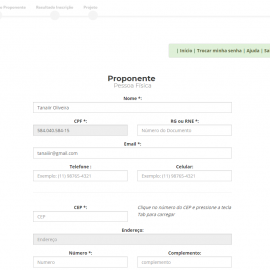 Proponente Resultado Inscrição Projeto
| Início | Trocar minha senha | Ajuda | Sa
Proponente
Pessoa Física
Nome *:
Tanair Oliveira
CPF *: RG ou RNE *:
584.040.584-15 Número do Documento
Email *:
tanair@gmail.com
Telefone : Celular:
Exemplo: (11) 98765-4321 Exemplo: (11) 98765-4321
CEP *: Clique no número do CEP e pressione a tecla
CEP Tab para carregar
Endereço:
Endereço
Número *: Complemento:
Número complemento